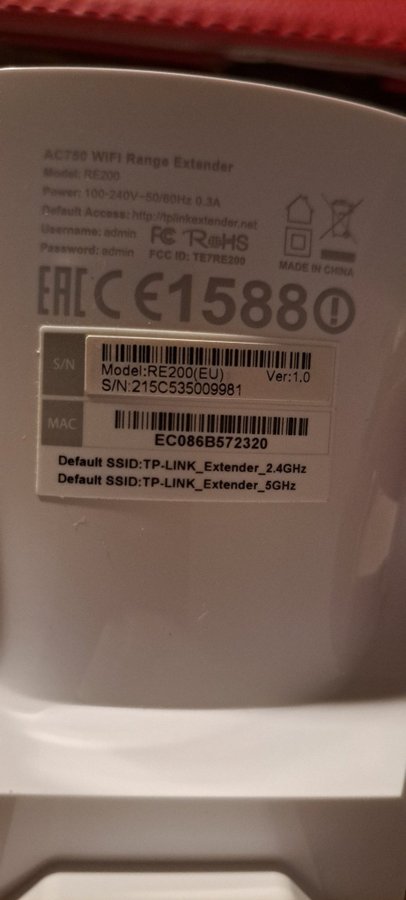 AC750 WIFI Range Extender
Model: RE200
Power: 100-240V~50/60Hz 0.3A
Default Access: http://tplinkextender.net
Username: admin
Password: admin
FC RoHS
FCC ID: TE7RE200
MADE IN CHINA
EAC CE1588
S/N
Model:RE200(EU) Ver:1.0
S/N:215C535009981
MAC
EC086B572320
Default SSID:TP-LINK_Extender_2.4GHz
Default SSID:TP-LINK_Extender_5GHz